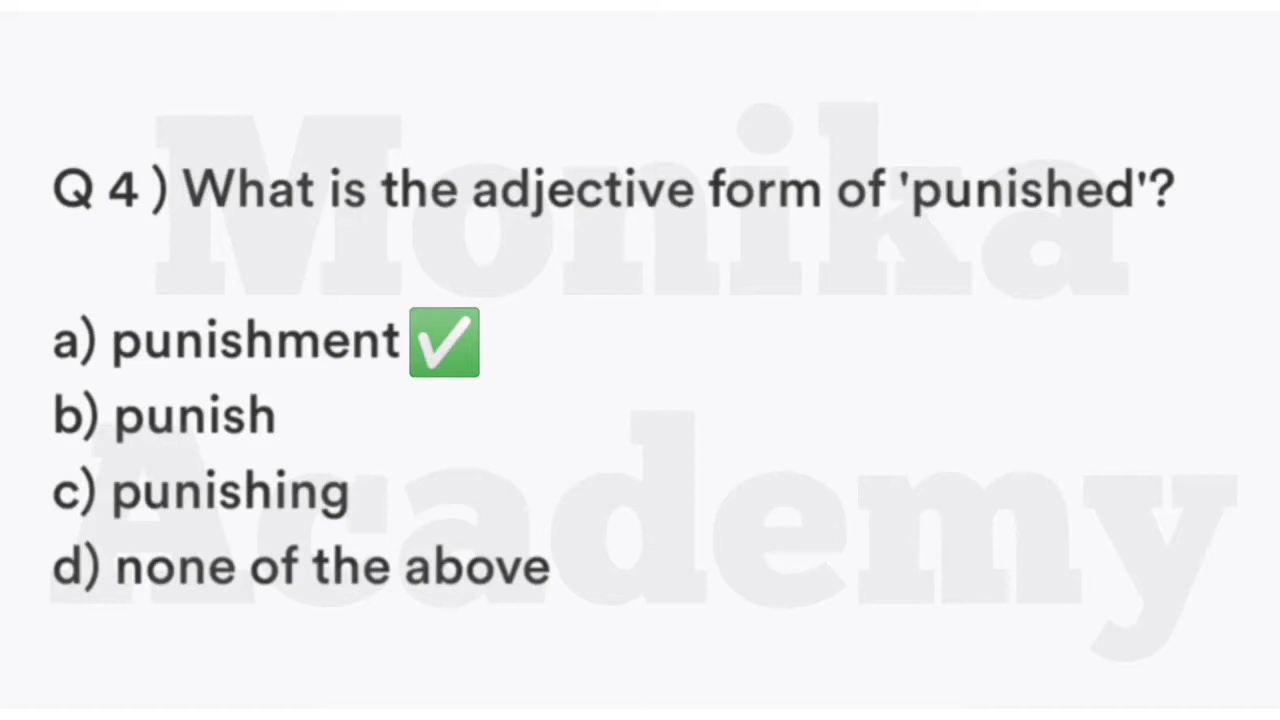 Monika
Q 4 ) What is the adjective form of 'punished'?
a) punishment ✅
b) punish
c) punishing
d) none of the above
Academy